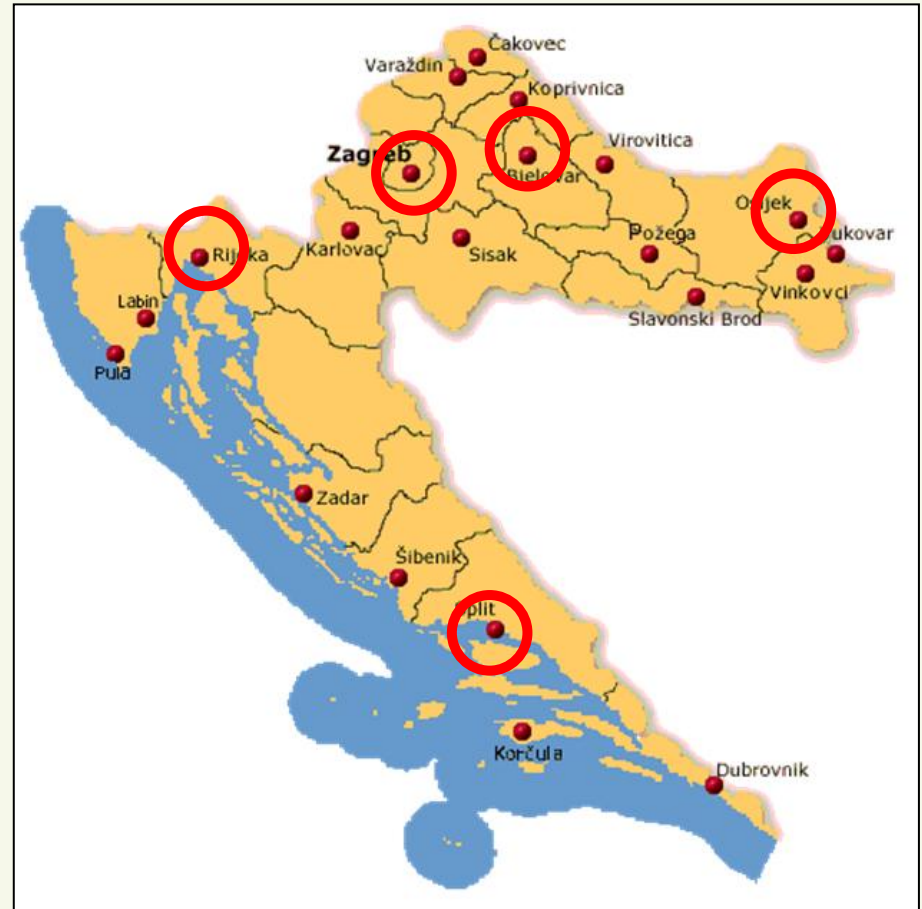 Čakovec
Varaždin
Koprivnica
Virovitica
Zagreb
Bjelovar
Osijek
Vukovar
Rijeka
Karlovac
Sisak
Požega
Vinkovci
Labin
Slavonski Brod
Pula
Zadar
Šibenik
Split
Korčula
Dubrovnik